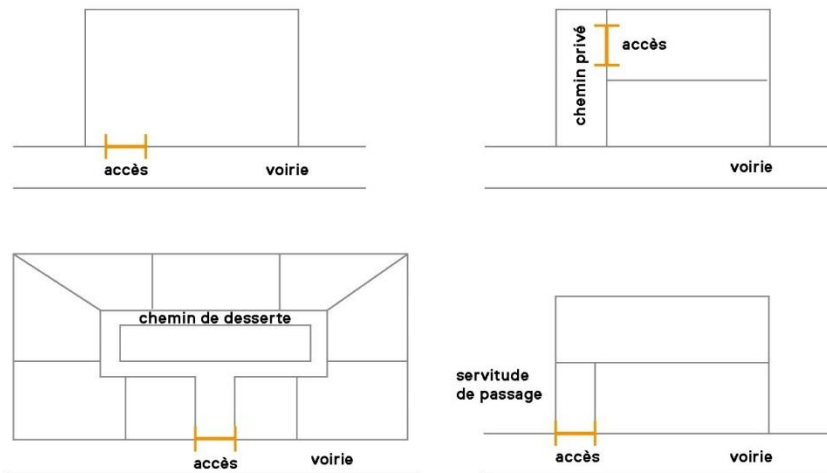 accès
voirie
chemin privé
accès
voirie
chemin de desserte
accès
voirie
servitude
de passage
accès
voirie